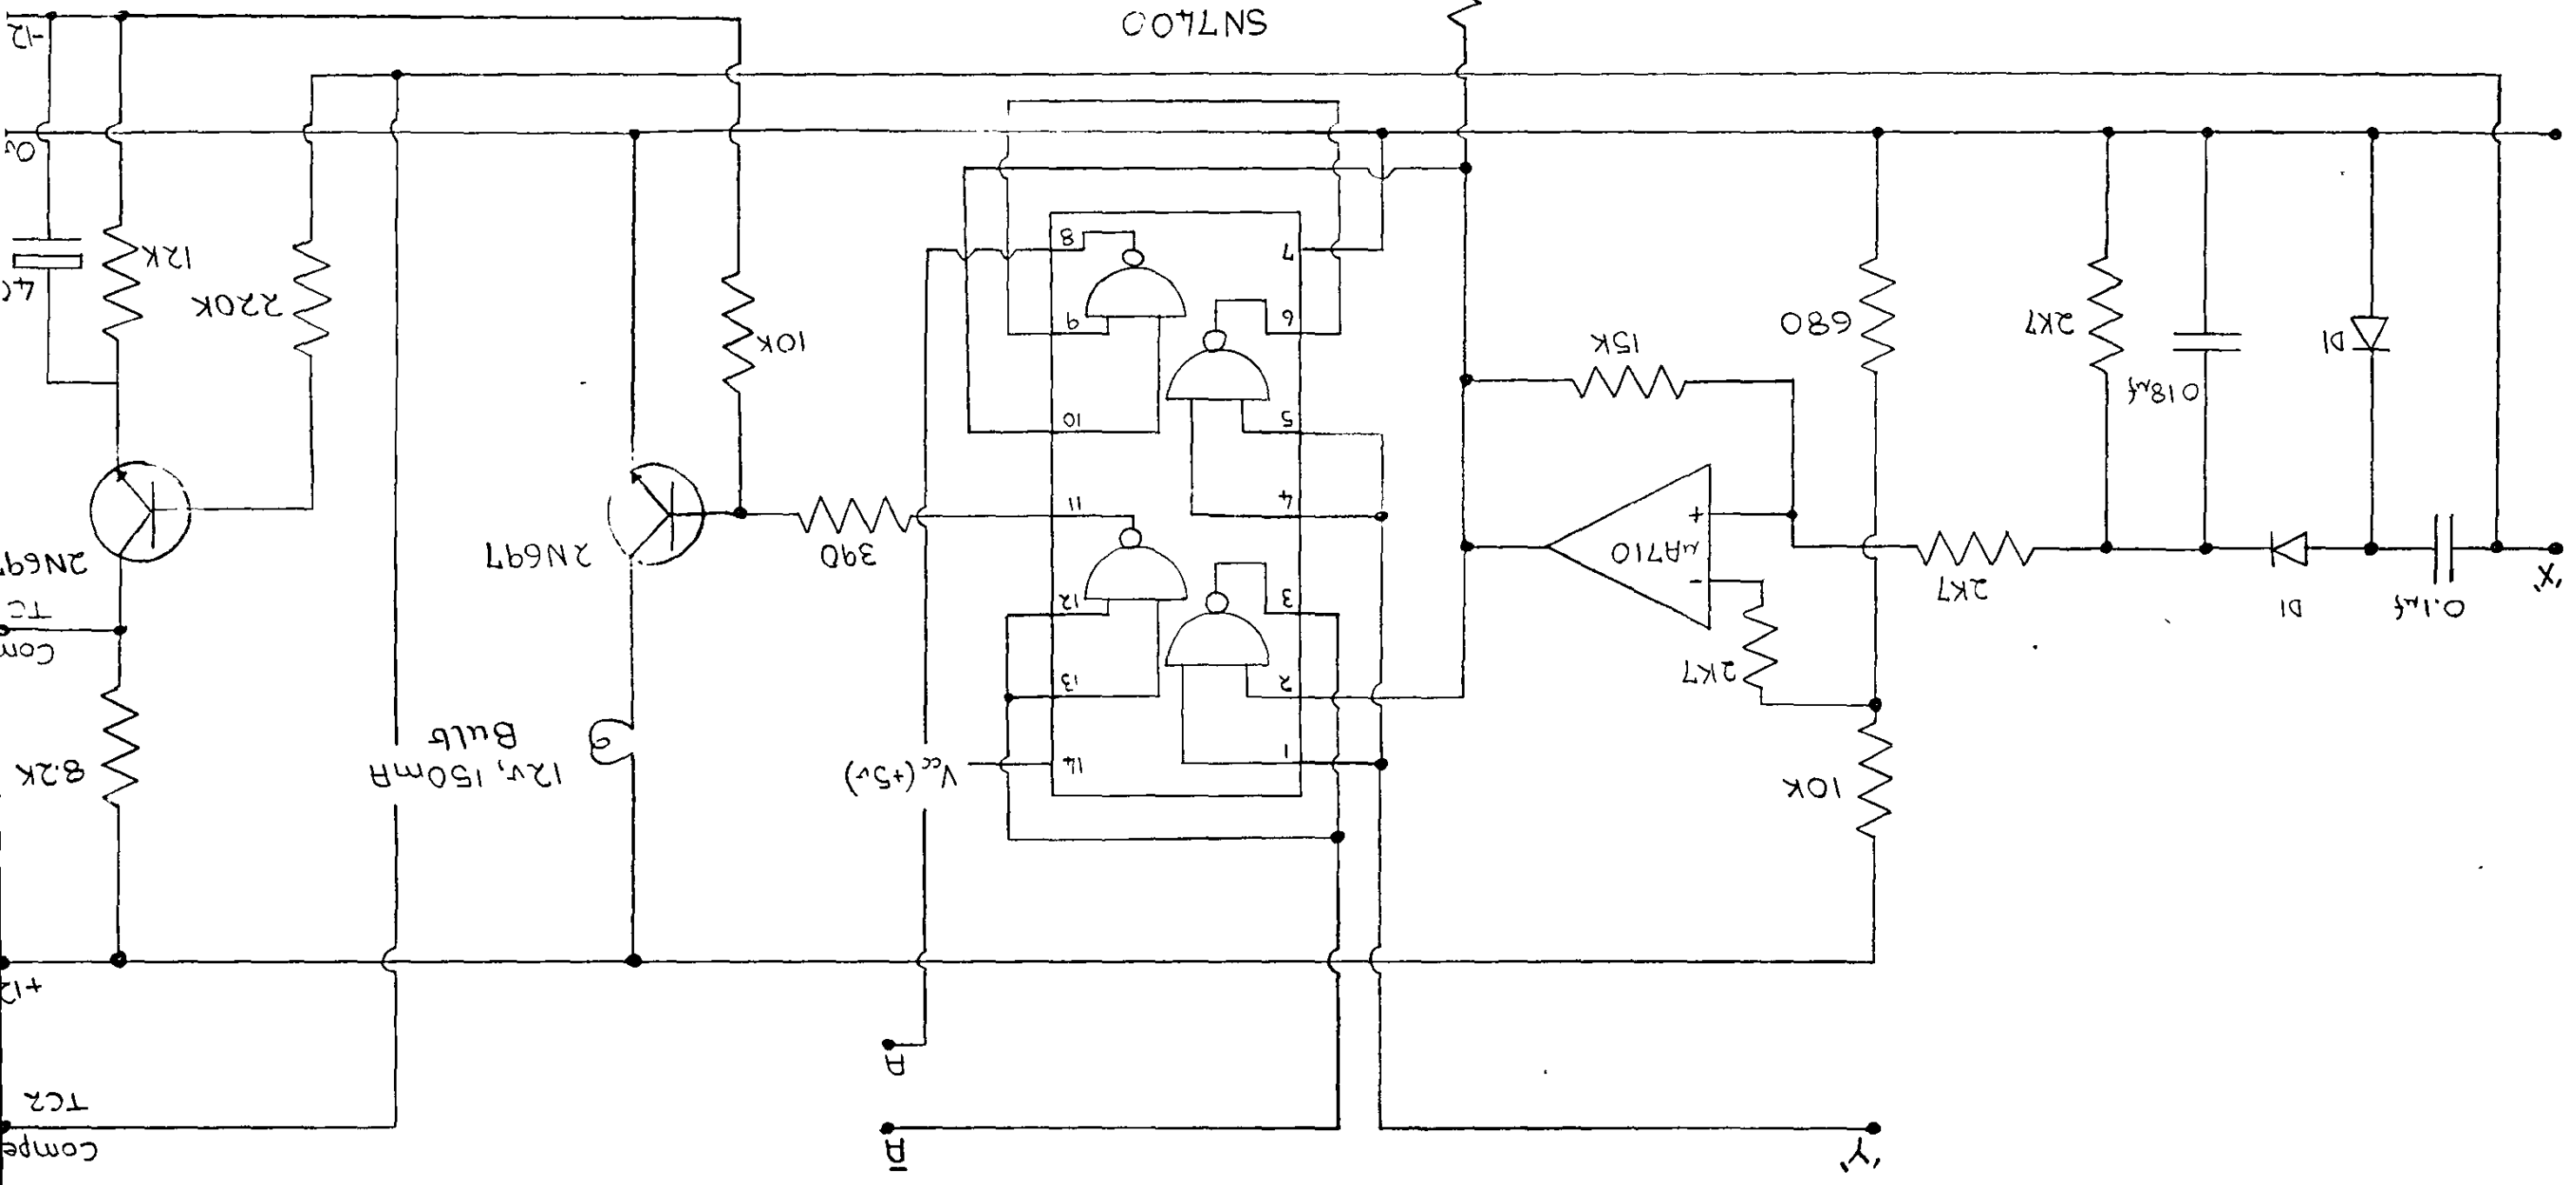 'Y'
D̅
Compe
TC2
D
+12
10K
Vcc (+5v)
12v, 150mA
Bulb
8.2K
1
14
2
13
2K7
'X'
0.1µf
D1
2K7
3
12
Com
TC
-
µA710
+
390
2N697
2N697
4
11
5
10
15K
D1
018µf
2K7
680
6
9
10K
220K
12K
7
8
0v
-12
SN7400